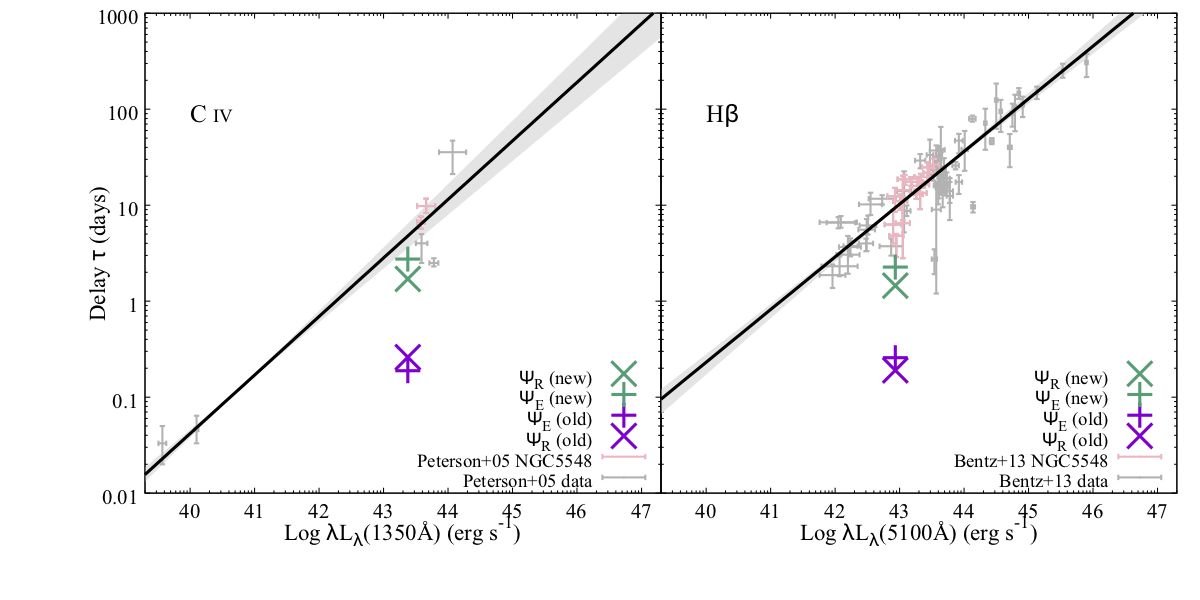 1000
100
10
1
0.1
0.01
Delay τ (days)
C IV
Ψ_R (new)
Ψ_E (new)
Ψ_E (old)
Ψ_R (old)
Peterson+05 NGC5548
Peterson+05 data
40 41 42 43 44 45 46 47
Log λL_λ(1350Å) (erg s⁻¹)
Hβ
Ψ_R (new)
Ψ_E (new)
Ψ_E (old)
Ψ_R (old)
Bentz+13 NGC5548
Bentz+13 data
40 41 42 43 44 45 46 47
Log λL_λ(5100Å) (erg s⁻¹)